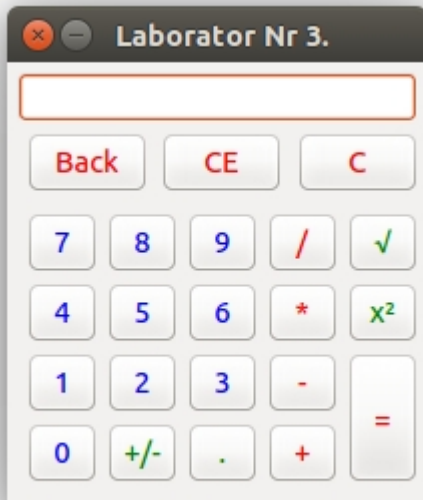 Laborator Nr 3.
Back CE C
7 8 9 / √
4 5 6 * x²
1 2 3 - =
0 +/- . +